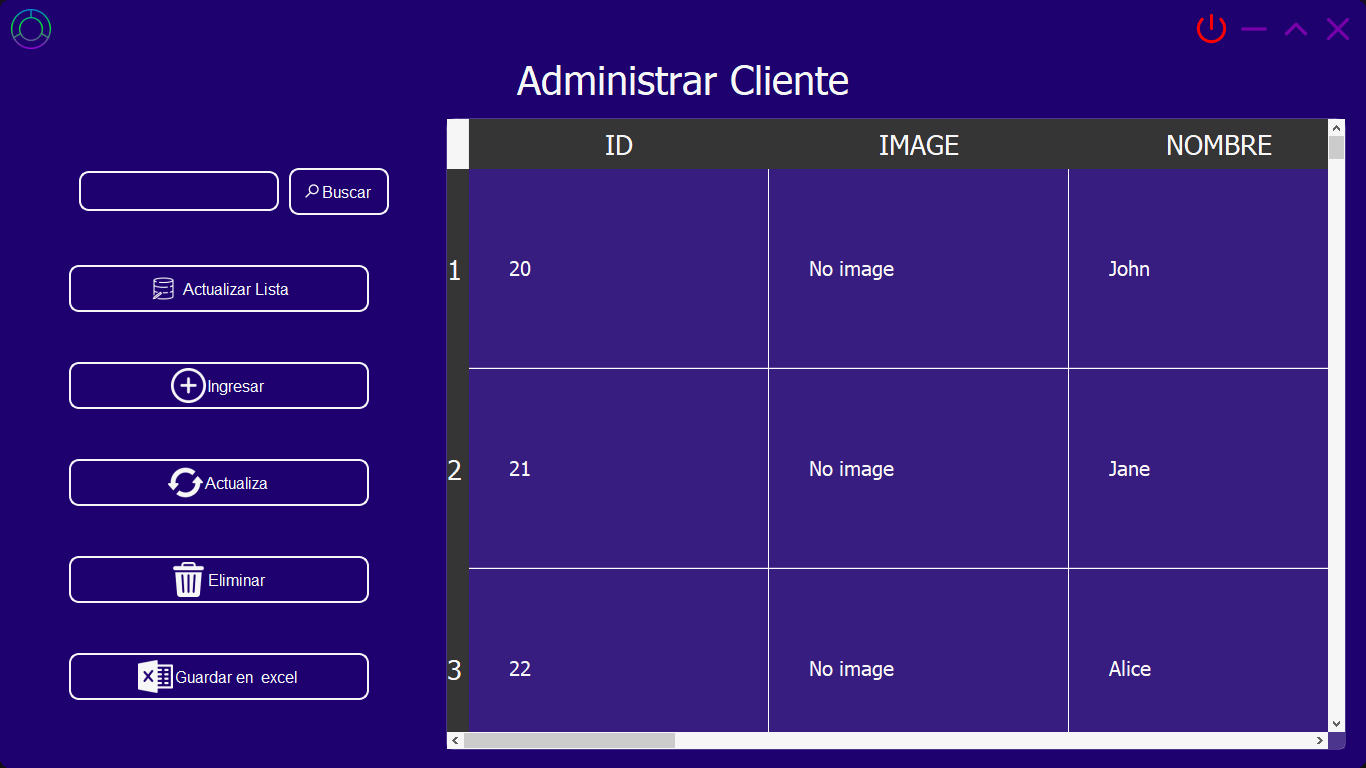 Administrar Cliente
ID IMAGE NOMBRE
Buscar
1 20 No image John
Actualizar Lista
Ingresar
2 21 No image Jane
Actualiza
Eliminar
3 22 No image Alice
Guardar en  excel